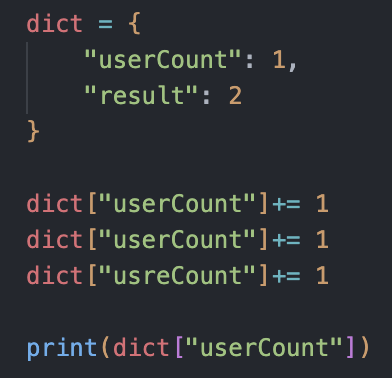 dict = {
    "userCount": 1,
    "result": 2
}

dict["userCount"]+= 1
dict["userCount"]+= 1
dict["usreCount"]+= 1

print(dict["userCount"])